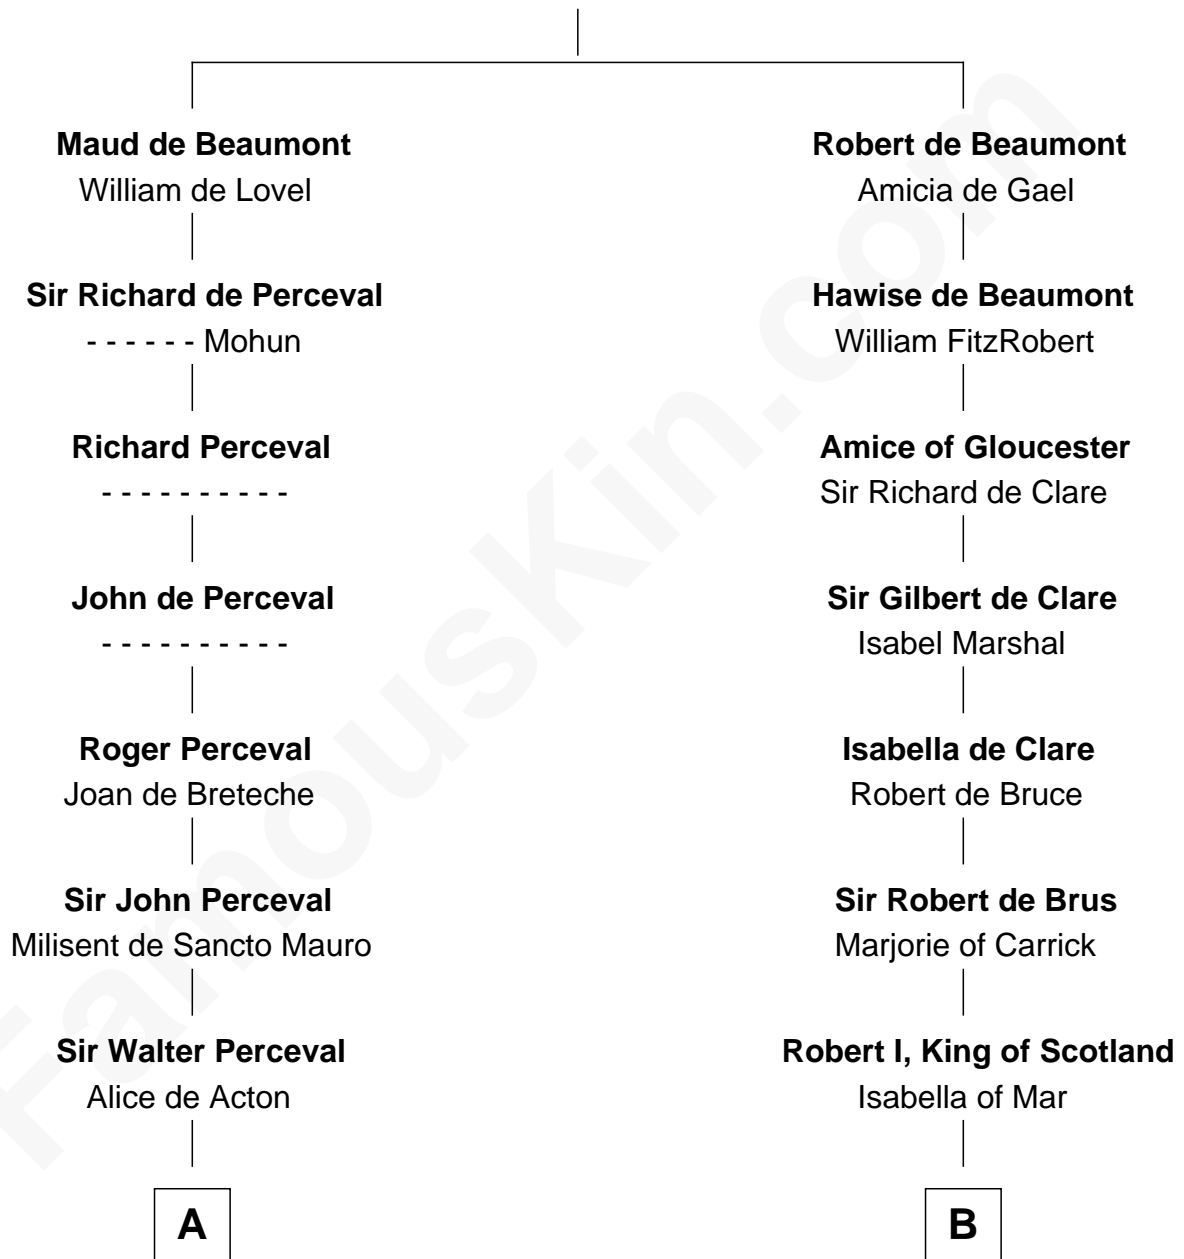 Maud de Beaumont
William de Lovel
Sir Richard de Perceval
- - - - - - Mohun
Richard Perceval
- - - - - - - - - -
John de Perceval
- - - - - - - - - -
Roger Perceval
Joan de Breteche
Sir John Perceval
Milisent de Sancto Mauro
Sir Walter Perceval
Alice de Acton
A
Robert de Beaumont
Amicia de Gael
Hawise de Beaumont
William FitzRobert
Amice of Gloucester
Sir Richard de Clare
Sir Gilbert de Clare
Isabel Marshal
Isabella de Clare
Robert de Bruce
Sir Robert de Brus
Marjorie of Carrick
Robert I, King of Scotland
Isabella of Mar
B
FamousKin.com